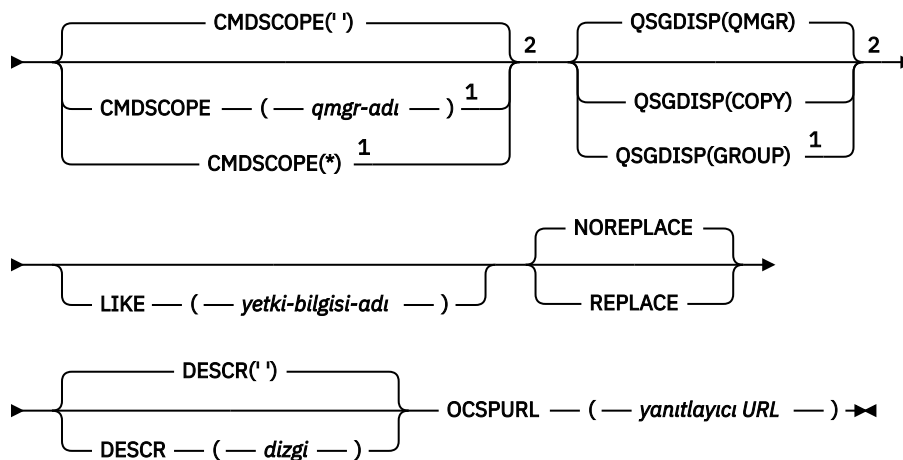 CMDSCOPE(' ')
2
CMDSCOPE ( qmgr-adı ) 1
CMDSCOPE(*) 1
QSGDISP(QMGR)
2
QSGDISP(COPY)
QSGDISP(GROUP) 1
LIKE ( yetki-bilgisi-adı )
NOREPLACE
REPLACE
DESCR(' ')
DESCR ( dizgi )
OCSPURL ( yanıtlayıcı URL )